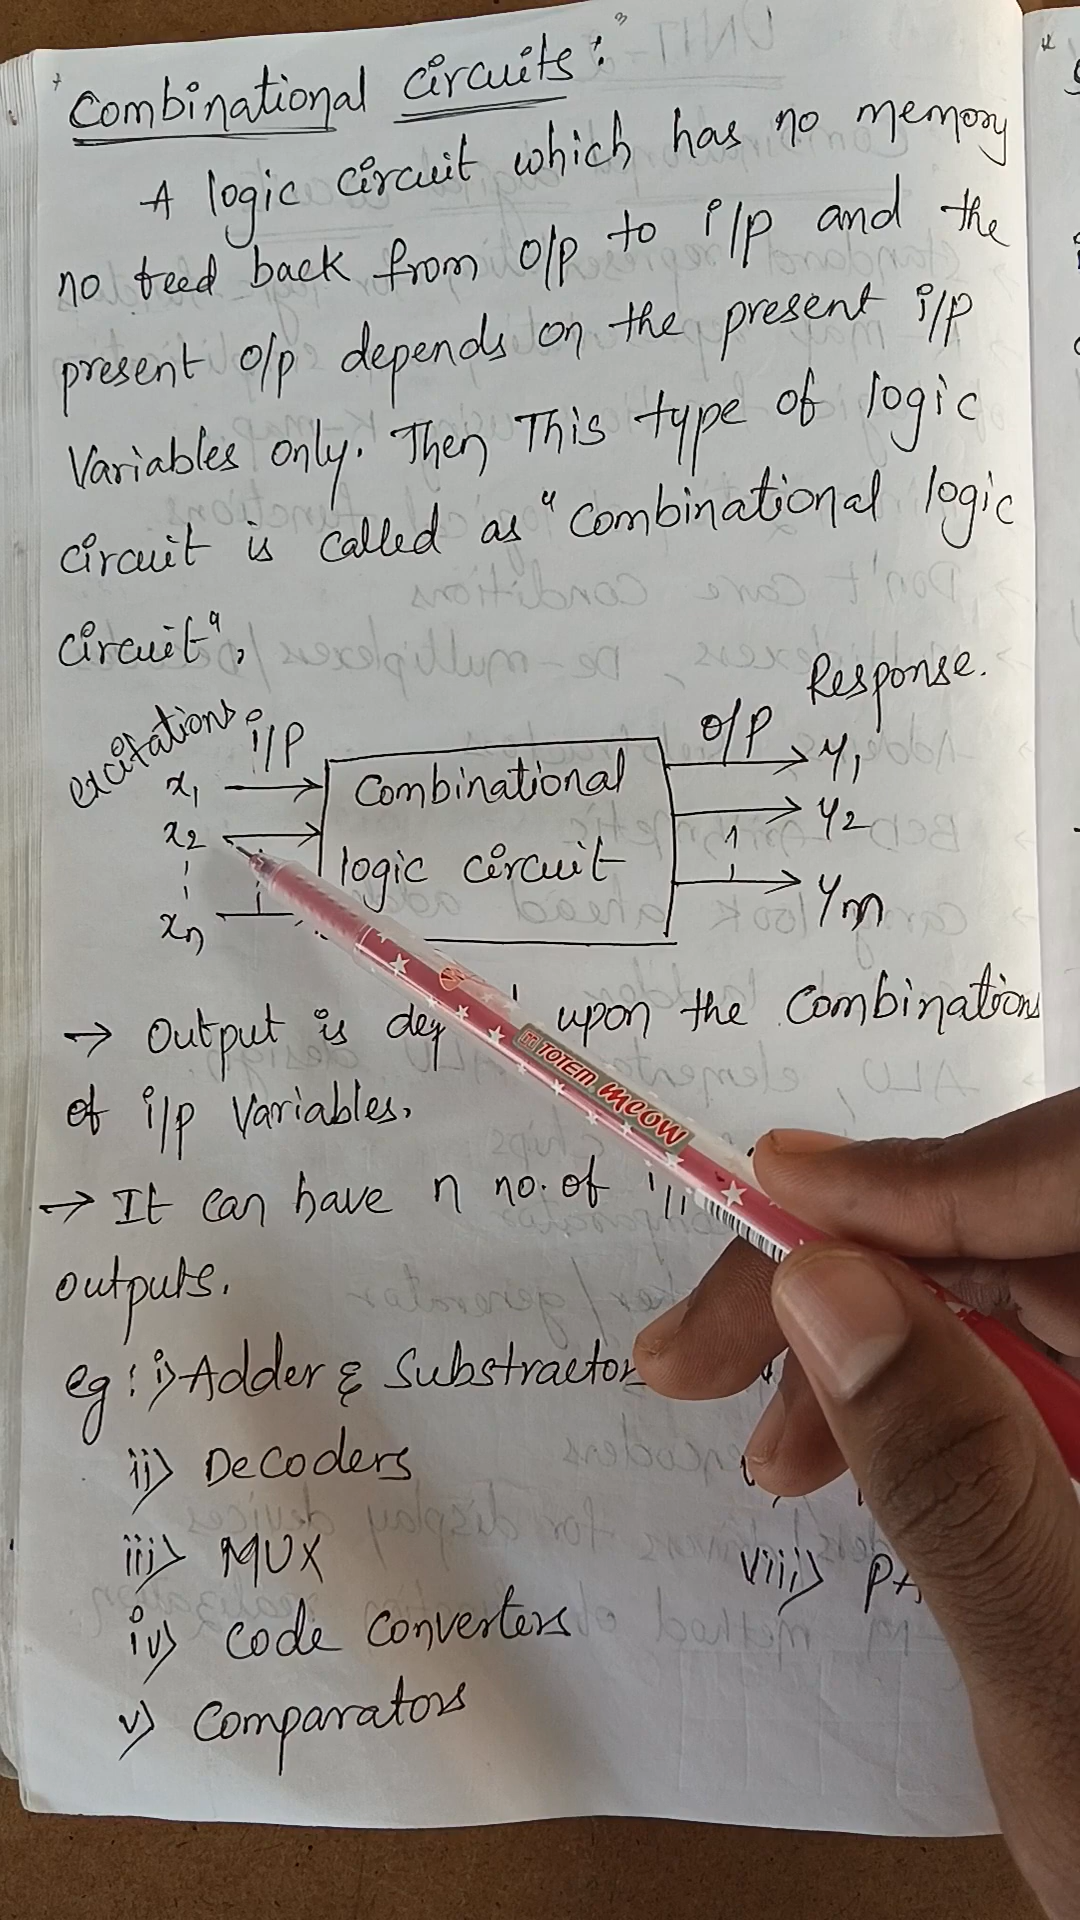 "Combinational Circuits:"
A logic circuit which has no memory
no feed back from o/p to i/p and the
present o/p depends on the present i/p
Variables only. Then This type of logic
circuit is called as "Combinational logic
circuit",
Response.
excitations i/p o/p
x1 Combinational y1
x2 logic circuit y2
xn ym
→ Output is upon the Combinations
of i/p Variables.
→ It can have n no. of
outputs.
eg: i) Adder & Substractor
ii) Decoders
iii) MUX viii) PA
iv) Code Converters
v) Comparators
TOTEM MEOW